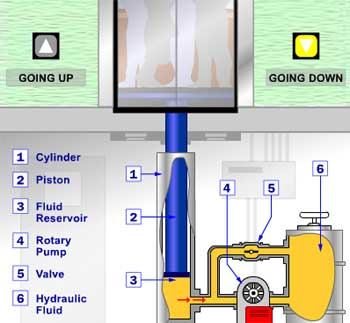 GOING UP
GOING DOWN
1 Cylinder
2 Piston
3 Fluid
Reservoir
4 Rotary
Pump
5 Valve
6 Hydraulic
Fluid
1
2
3
4
5
6